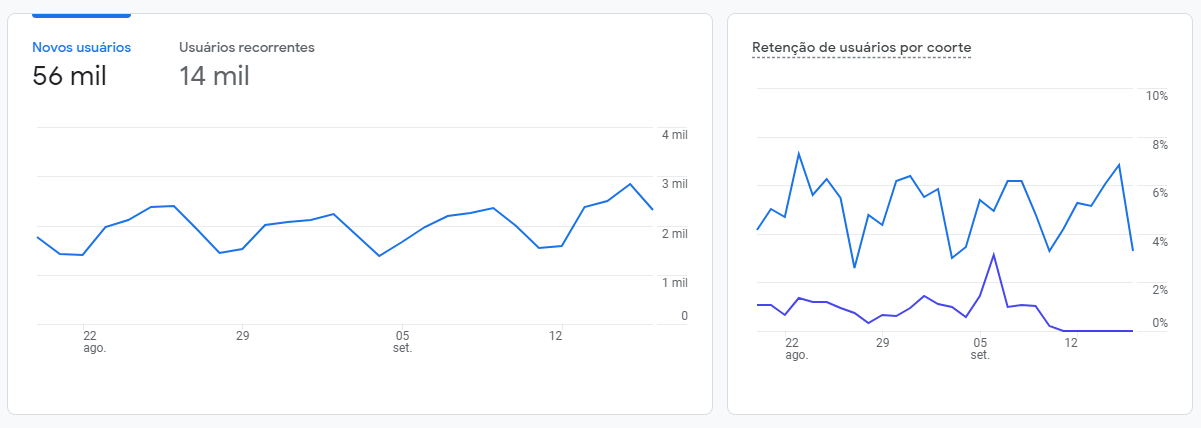 Novos usuários
56 mil
Usuários recorrentes
14 mil
4 mil
3 mil
2 mil
1 mil
0
22
ago.
29
05
set.
12
Retenção de usuários por coorte
10%
8%
6%
4%
2%
0%
22
ago.
29
05
set.
12